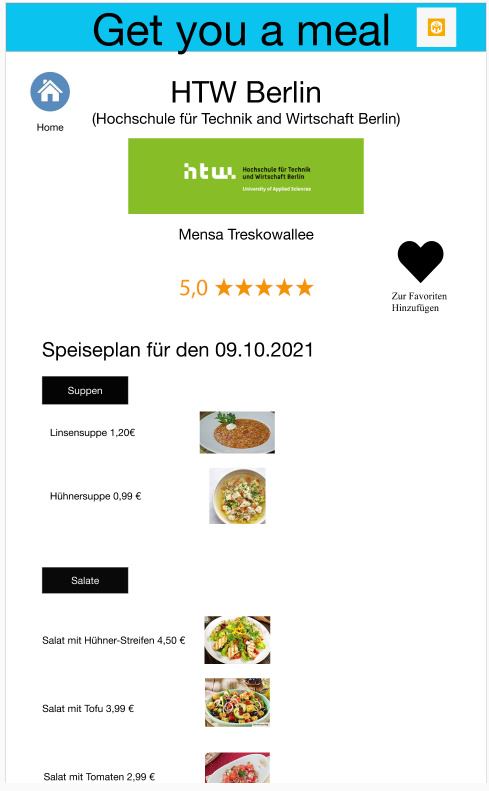 Get you a meal
Home
HTW Berlin
(Hochschule für Technik and Wirtschaft Berlin)
htw.
Hochschule für Technik
und Wirtschaft Berlin
University of Applied Sciences
Mensa Treskowallee
5,0
Zur Favoriten
Hinzufügen
Speiseplan für den 09.10.2021
Suppen
Linsensuppe 1,20€
Hühnersuppe 0,99 €
Salate
Salat mit Hühner-Streifen 4,50 €
Salat mit Tofu 3,99 €
Salat mit Tomaten 2,99 €